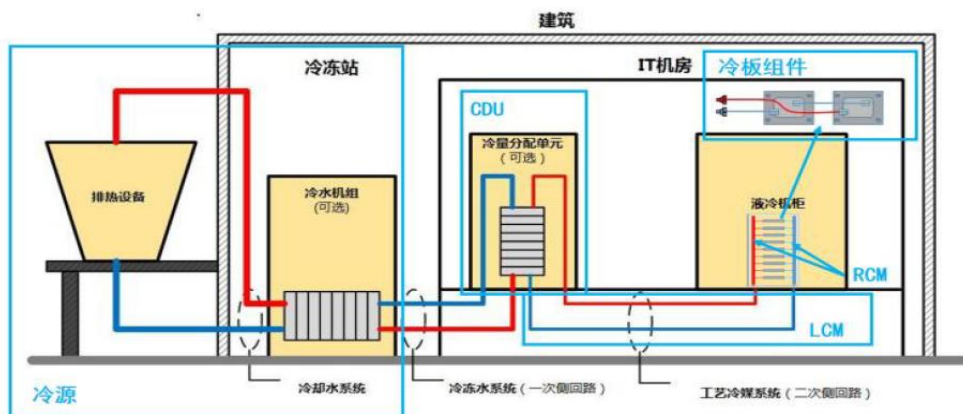 建筑
冷冻站
IT机房
冷板组件
CDU
冷量分配单元
（可选）
排热设备
冷水机组
(可选)
液冷机柜
RCM
LCM
冷源
冷却水系统
冷冻水系统（一次侧回路）
工艺冷媒系统（二次侧回路）